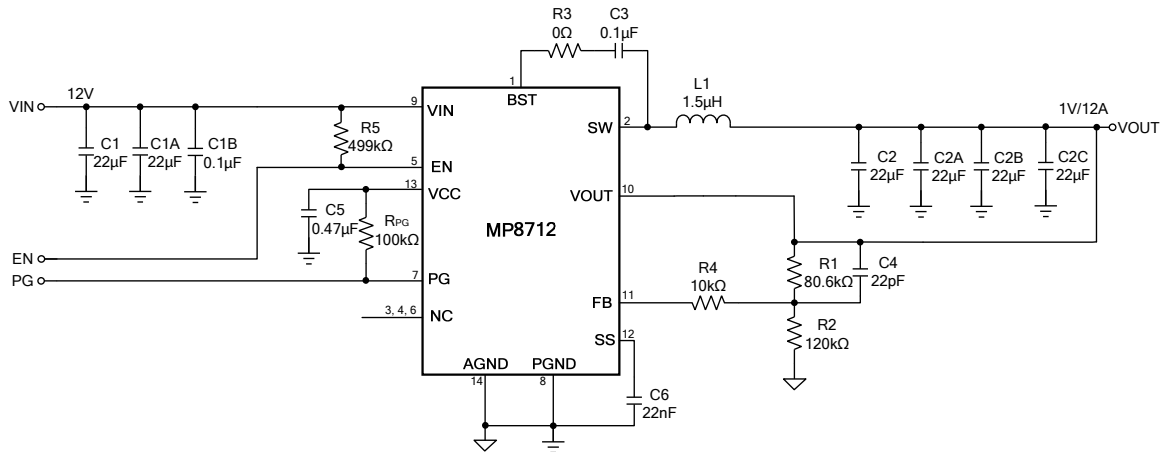 R3
0Ω
C3
0.1µF
1
BST
VIN
12V
9
VIN
C1
22µF
C1A
22µF
C1B
0.1µF
R5
499kΩ
5
EN
13
VCC
C5
0.47µF
RPG
100kΩ
EN
PG
7
PG
3, 4, 6
NC
MP8712
AGND
14
PGND
8
SW
2
L1
1.5µH
1V/12A
VOUT
C2
22µF
C2A
22µF
C2B
22µF
C2C
22µF
VOUT
10
R1
80.6kΩ
C4
22pF
R4
10kΩ
FB
11
R2
120kΩ
SS
12
C6
22nF